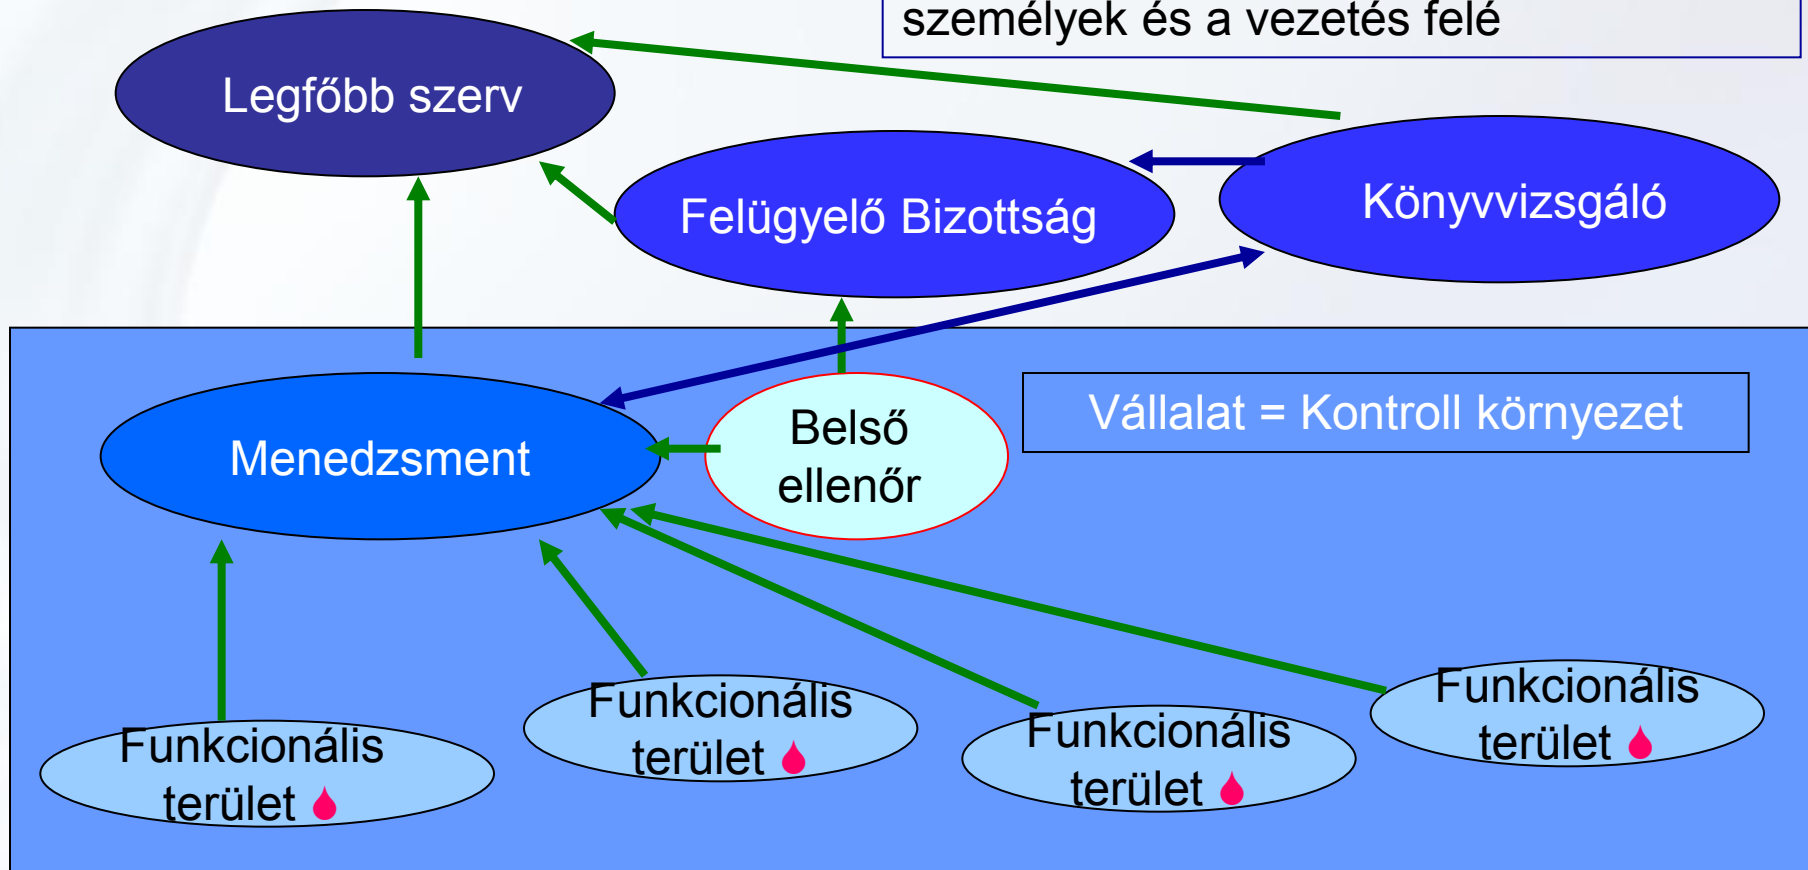 személyek és a vezetés felé
Legfőbb szerv
Felügyelő Bizottság
Könyvvizsgáló
Menedzsment
Belső
ellenőr
Vállalat = Kontroll környezet
Funkcionális
terület
Funkcionális
terület
Funkcionális
terület
Funkcionális
terület